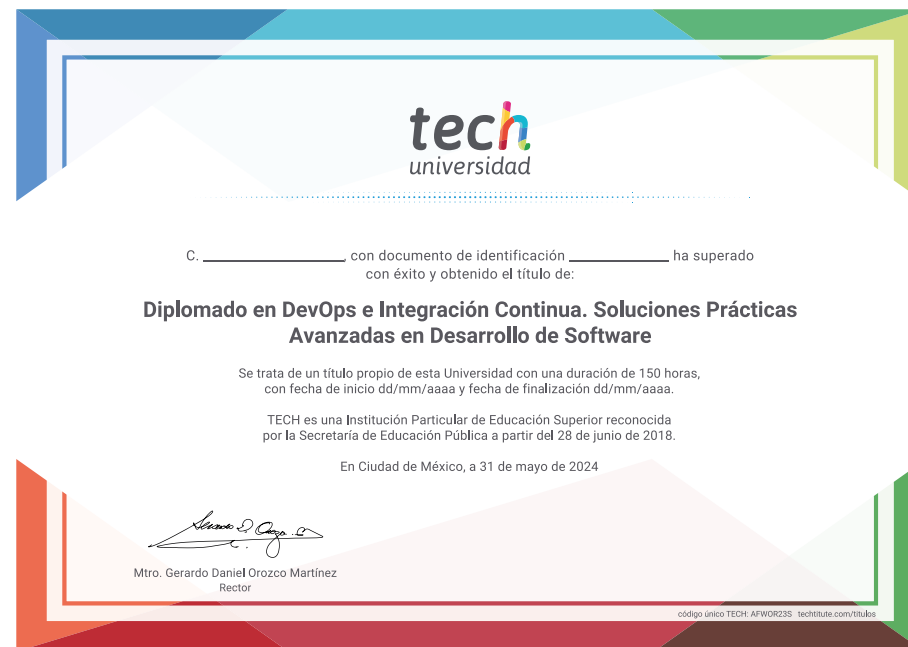 tech
universidad
C. ____________________, con documento de identificación ______________ ha superado
con éxito y obtenido el título de:
Diplomado en DevOps e Integración Continua. Soluciones Prácticas
Avanzadas en Desarrollo de Software
Se trata de un título propio de esta Universidad con una duración de 150 horas,
con fecha de inicio dd/mm/aaaa y fecha de finalización dd/mm/aaaa.
TECH es una Institución Particular de Educación Superior reconocida
por la Secretaría de Educación Pública a partir del 28 de junio de 2018.
En Ciudad de México, a 31 de mayo de 2024
Mtro. Gerardo Daniel Orozco Martínez
Rector
código único TECH: AFWOR23S techtitute.com/titulos